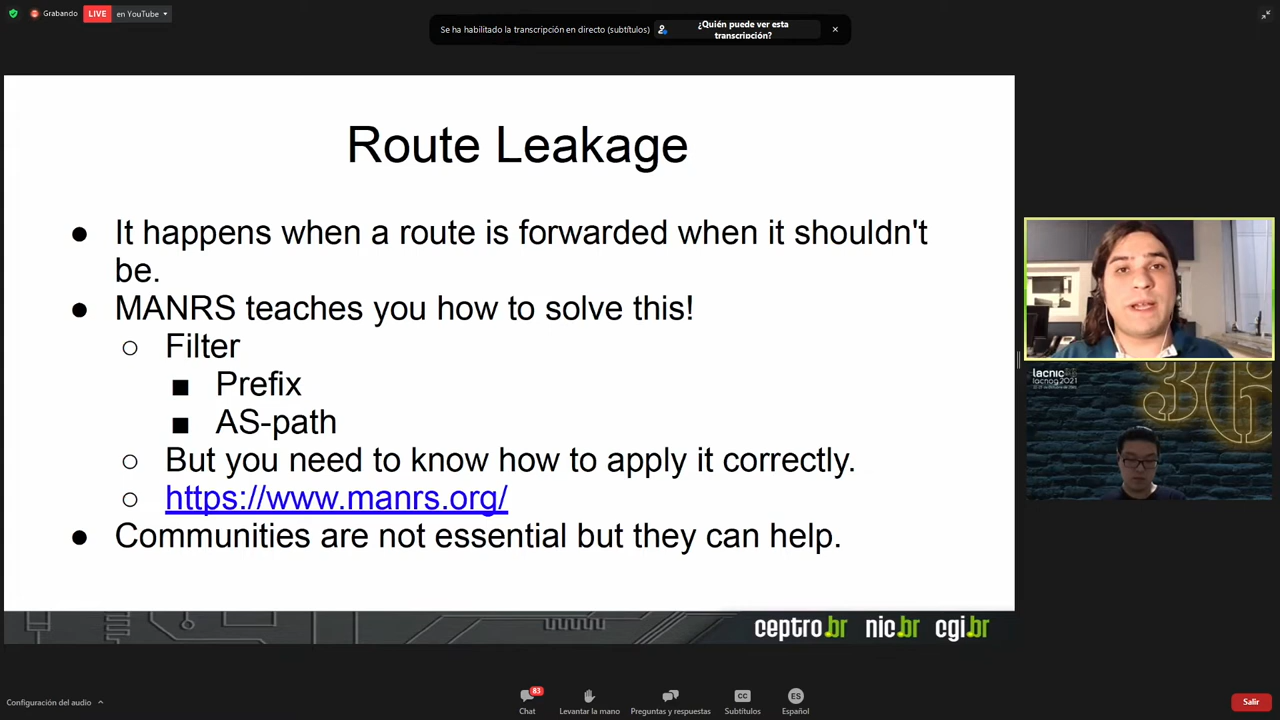 Grabando
LIVE
en YouTube
Se ha habilitado la transcripción en directo (subtítulos)
¿Quién puede ver esta
transcripción?
Route Leakage
● It happens when a route is forwarded when it shouldn't
be.
● MANRS teaches you how to solve this!
○ Filter
■ Prefix
■ AS-path
○ But you need to know how to apply it correctly.
○ https://www.manrs.org/
● Communities are not essential but they can help.
ceptro.br nic.br cgi.br
lacnic36
lacnog 2021
36
Configuración del audio
83
Chat
Levantar la mano
Preguntas y respuestas
CC
Subtítulos
ES
Español
Salir